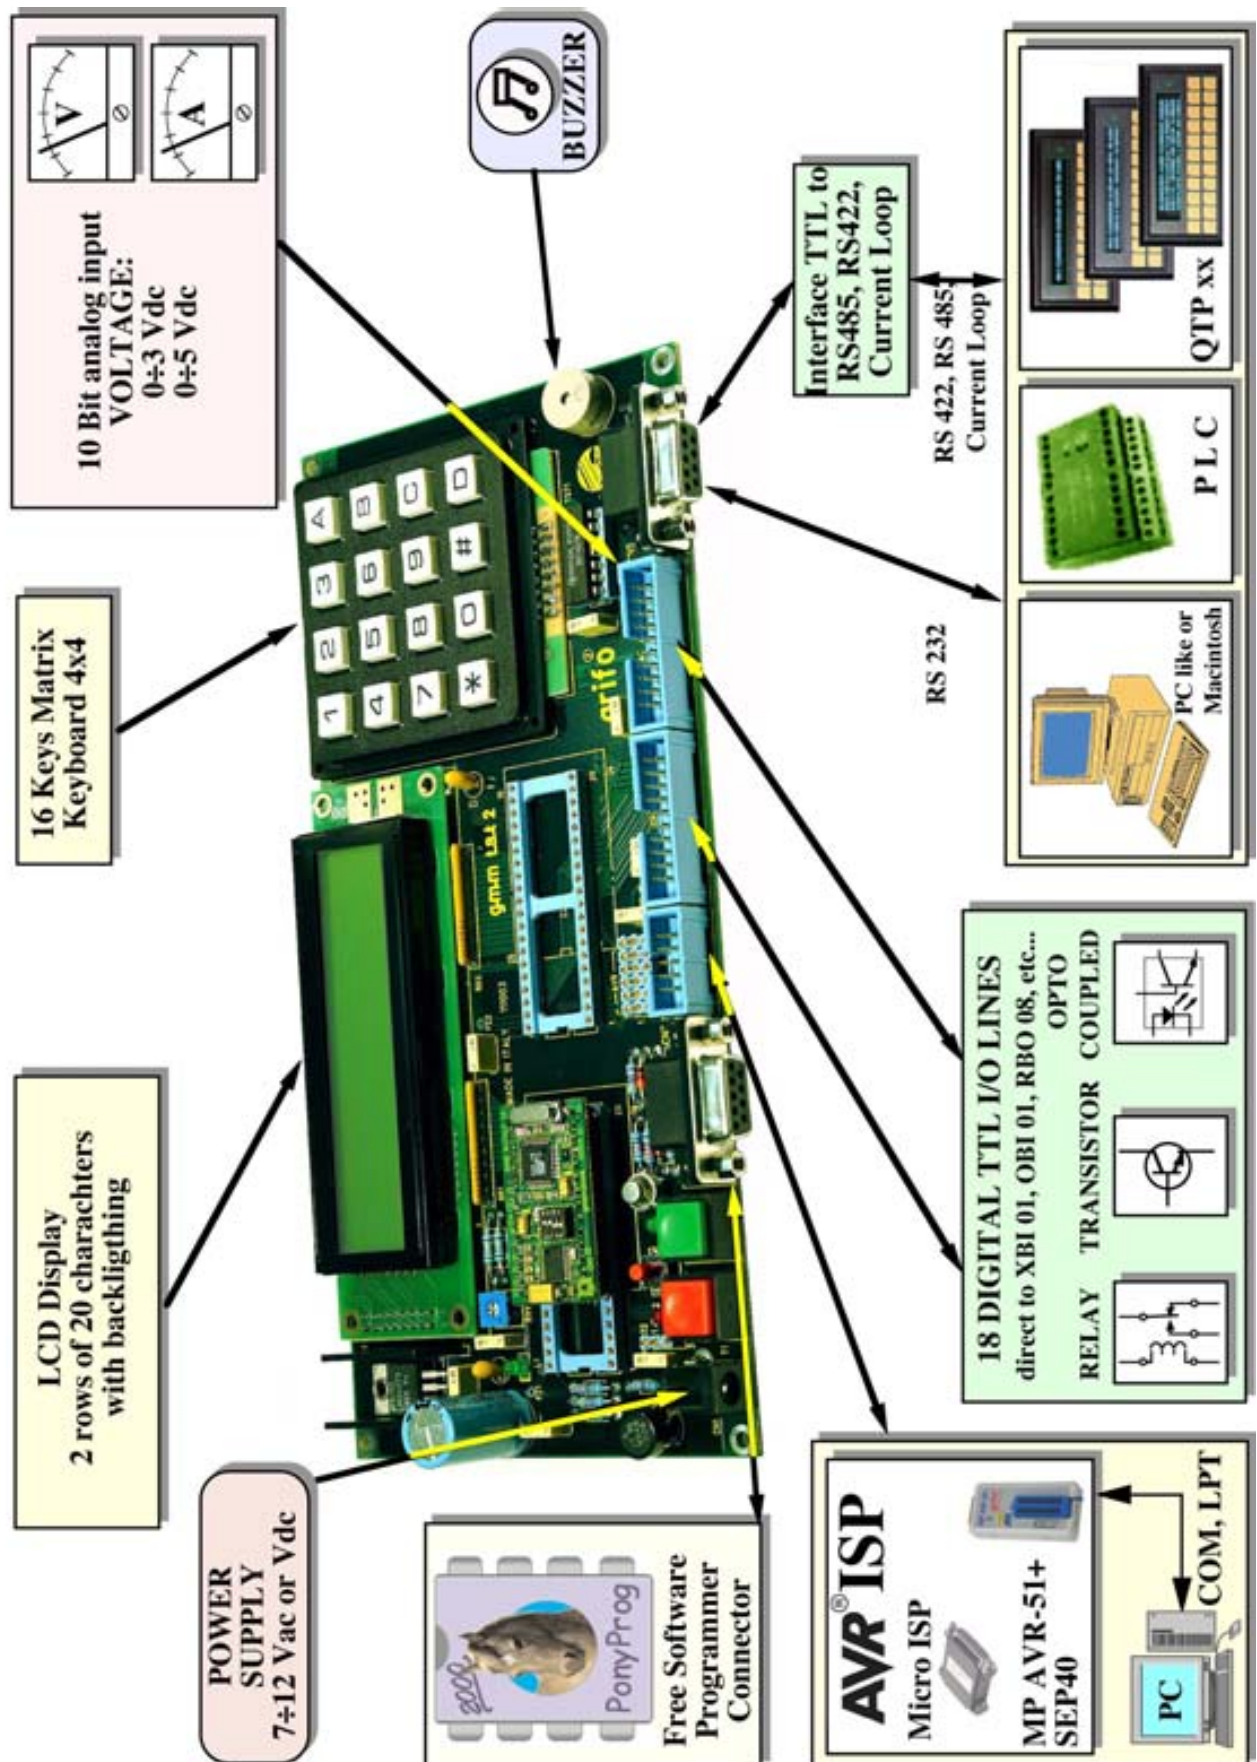 POWER
SUPPLY
7÷12 Vac or Vdc
LCD Display
2 rows of 20 charachters
with backligthing
16 Keys Matrix
Keyboard 4x4
10 Bit analog input
VOLTAGE:
0÷3 Vdc
0÷5 Vdc
V
A
BUZZER
1 2 3 A
4 5 6 B
7 8 9 C
* 0 # D
grifo®
MADE IN ITALY
PonyProg
Free Software
Programmer
Connector
Interface TTL to
RS485, RS422,
Current Loop
RS 422, RS 485,
Current Loop
RS 232
AVR® ISP
Micro ISP
MP AVR-51+
SEP40
PC
COM, LPT
18 DIGITAL TTL I/O LINES
direct to XBI 01, OBI 01, RBO 08, etc...
RELAY TRANSISTOR OPTO
COUPLED
PC like or
Macintosh
P L C
QTP xx